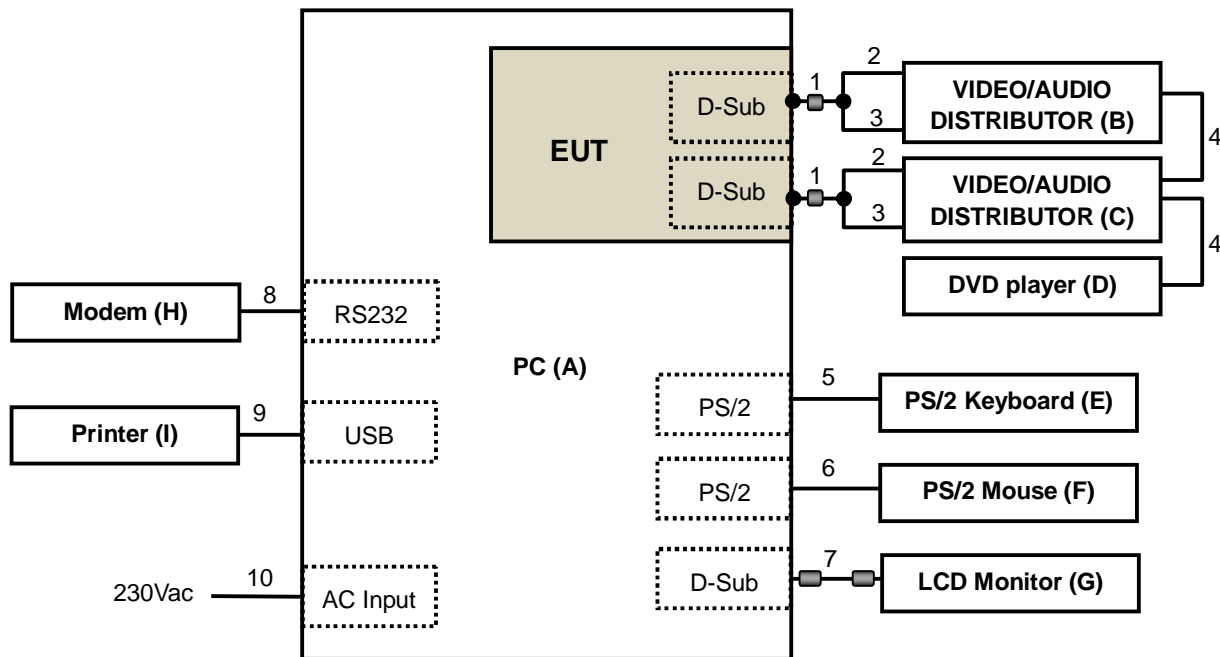 D-Sub
1
2
3
VIDEO/AUDIO
DISTRIBUTOR (B)
4
EUT
D-Sub
1
2
3
VIDEO/AUDIO
DISTRIBUTOR (C)
4
DVD player (D)
Modem (H)
8
RS232
PC (A)
PS/2
5
PS/2 Keyboard (E)
Printer (I)
9
USB
PS/2
6
PS/2 Mouse (F)
230Vac
10
AC Input
D-Sub
7
LCD Monitor (G)